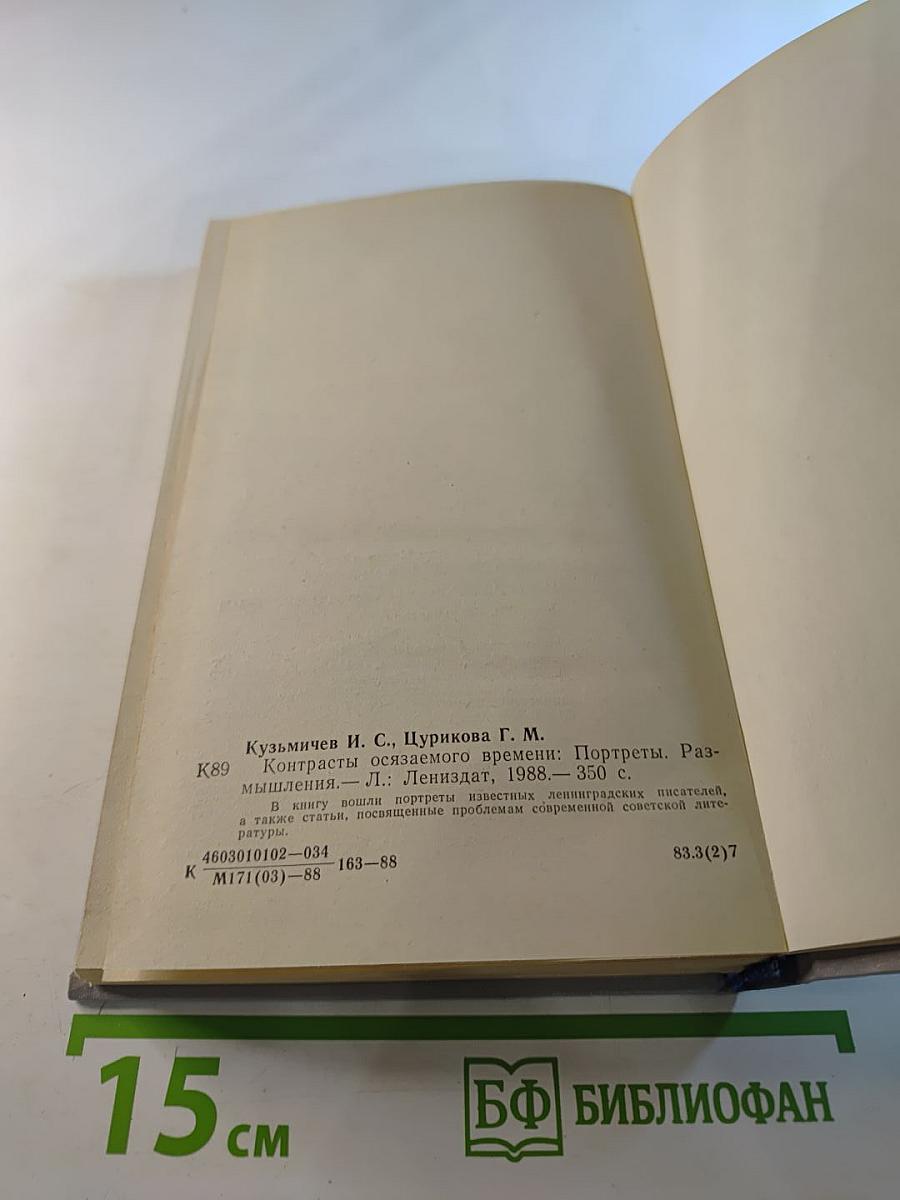 Кузьмичев И. С., Цурикова Г. М.
К89 Контрасты осязаемого времени: Портреты. Раз-
мышления.— Л.: Лениздат, 1988.— 350 с.
В книгу вошли портреты известных ленинградских писателей,
а также статьи, посвященные проблемам современной советской лите-
ратуры.
К 4603010102—034 163—88 83.3(2)7
М171(03)—88
15 см
БФ БИБЛИОФАН